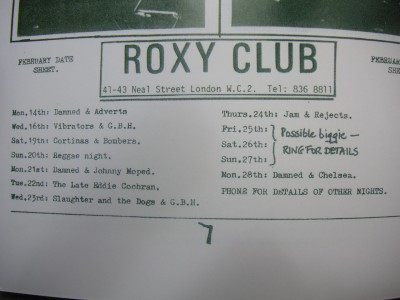 FEBRUARY DATE
SHEET.
ROXY CLUB
41-43 Neal Street London W.C.2. Tel: 836 8811
FEBRUARY
SHEET
Mon.14th: Damned & Adverts
Wed.16th: Vibrators & G.B.H.
Sat.19th: Cortinas & Bombers.
Sun.20th: Reggae night.
Mon.21st: Damned & Johnny Moped.
Tue.22nd: The Late Eddie Cochran.
Wed.23rd: Slaughter and the Dogs & G.B.H.
Thurs.24th: Jam & Rejects.
Fri.25th:
Sat.26th:
Sun.27th:
Possible biggie —
RING FOR DETAILS
Mon.28th: Damned & Chelsea.
PHONE FOR DETAILS OF OTHER NIGHTS.
7